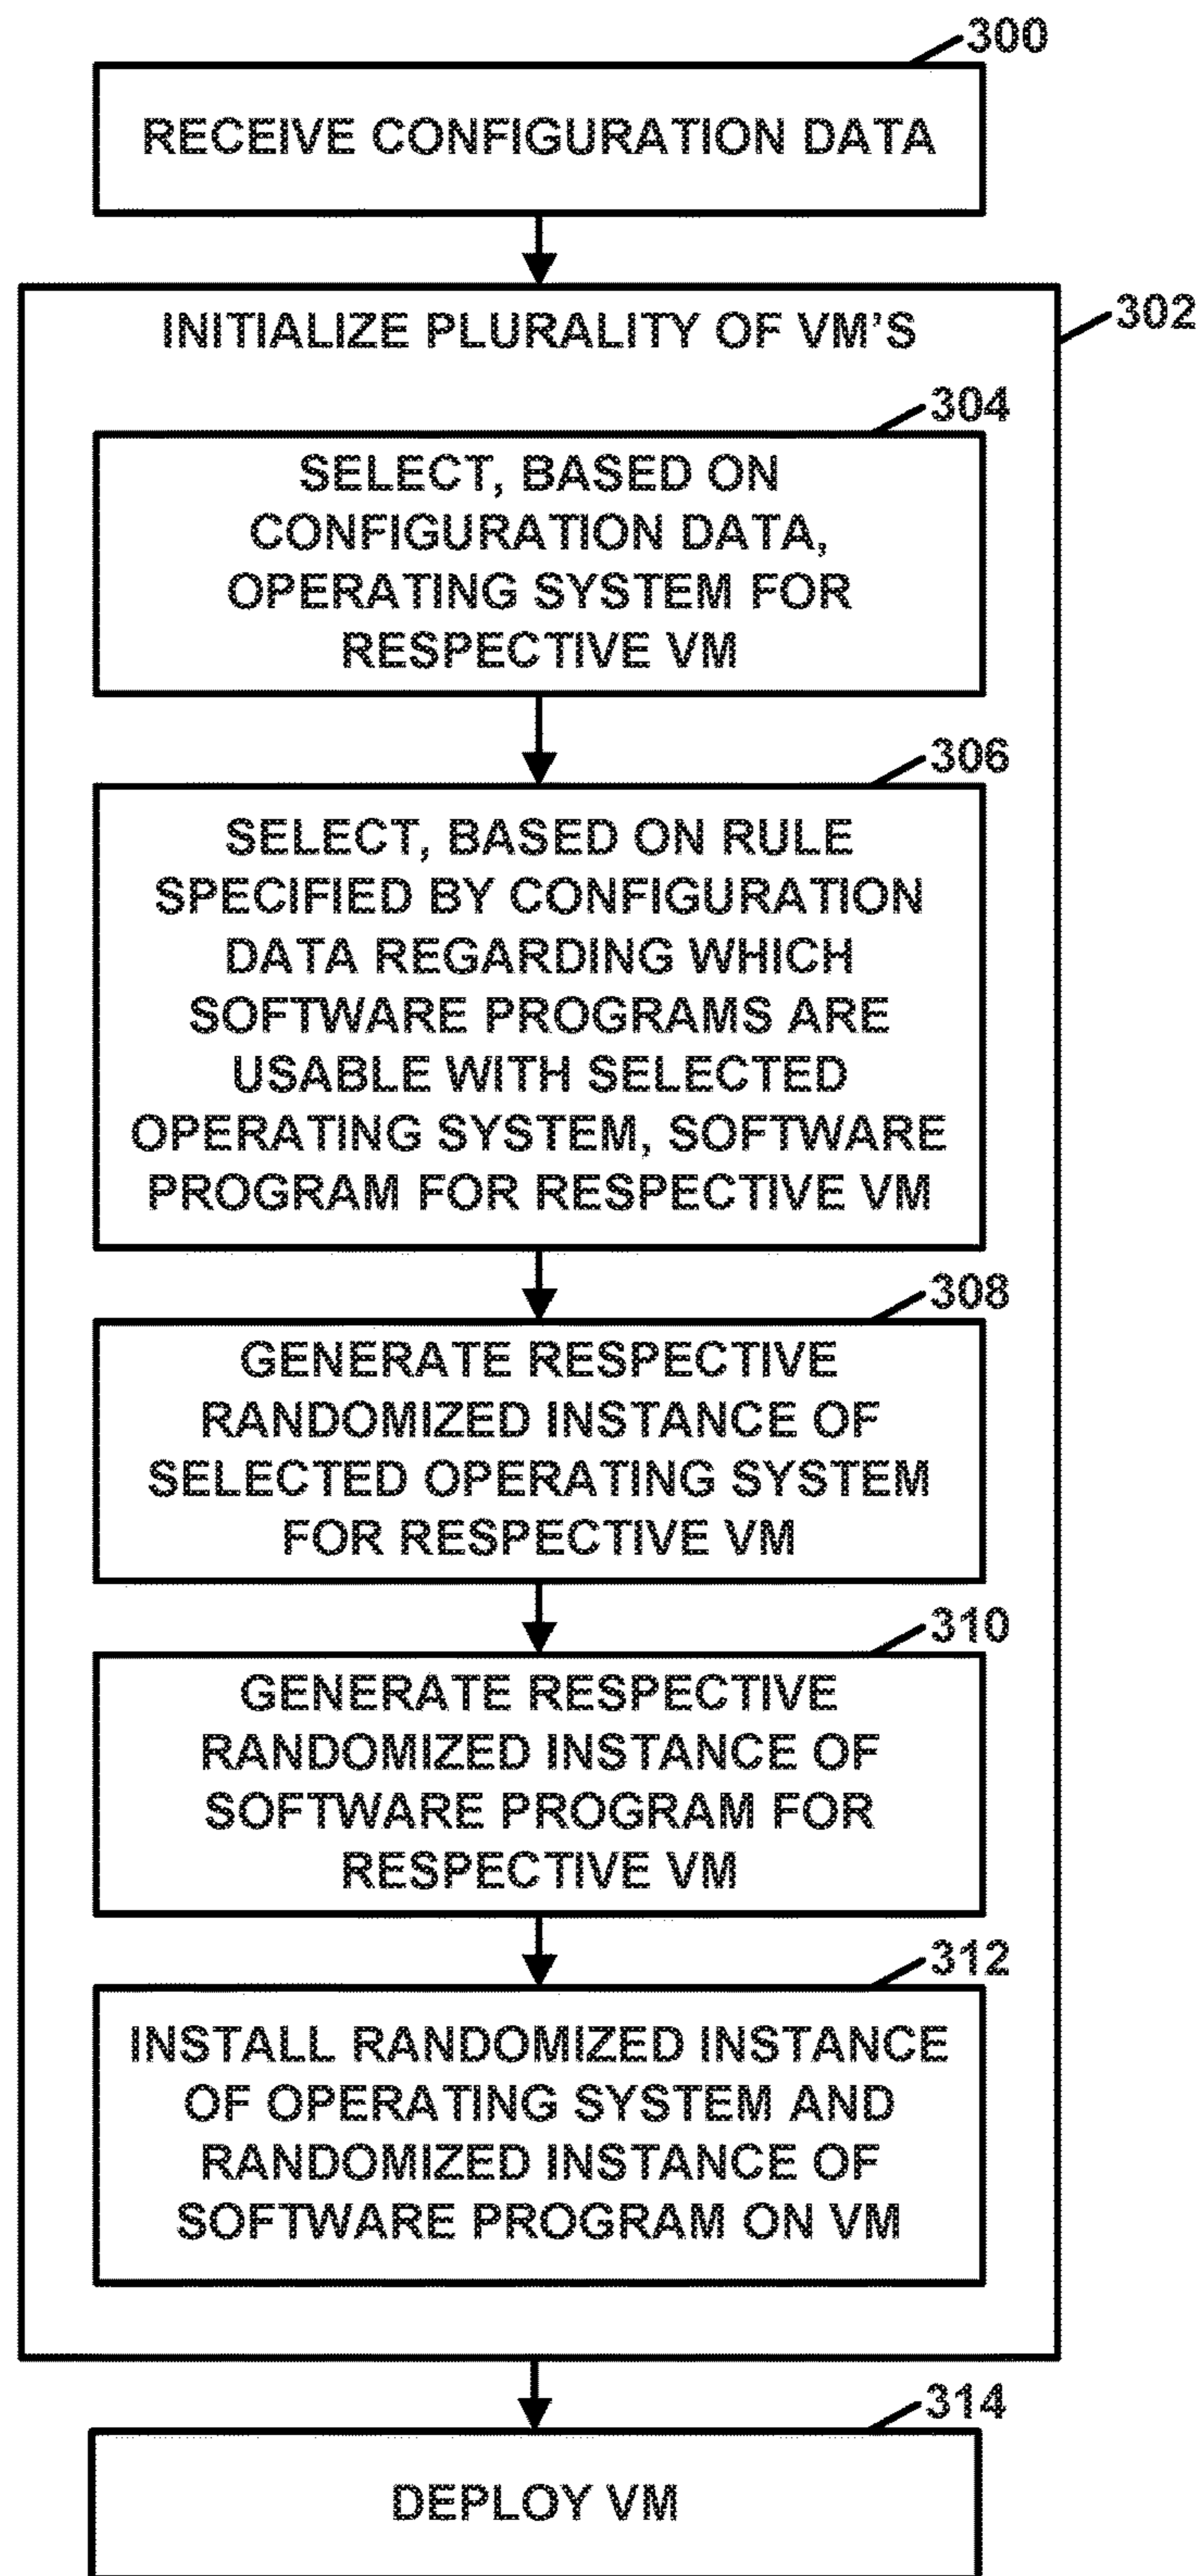 300
RECEIVE CONFIGURATION DATA
302
INITIALIZE PLURALITY OF VM'S
304
SELECT, BASED ON
CONFIGURATION DATA,
OPERATING SYSTEM FOR
RESPECTIVE VM
306
SELECT, BASED ON RULE
SPECIFIED BY CONFIGURATION
DATA REGARDING WHICH
SOFTWARE PROGRAMS ARE
USABLE WITH SELECTED
OPERATING SYSTEM, SOFTWARE
PROGRAM FOR RESPECTIVE VM
308
GENERATE RESPECTIVE
RANDOMIZED INSTANCE OF
SELECTED OPERATING SYSTEM
FOR RESPECTIVE VM
310
GENERATE RESPECTIVE
RANDOMIZED INSTANCE OF
SOFTWARE PROGRAM FOR
RESPECTIVE VM
312
INSTALL RANDOMIZED INSTANCE
OF OPERATING SYSTEM AND
RANDOMIZED INSTANCE OF
SOFTWARE PROGRAM ON VM
314
DEPLOY VM